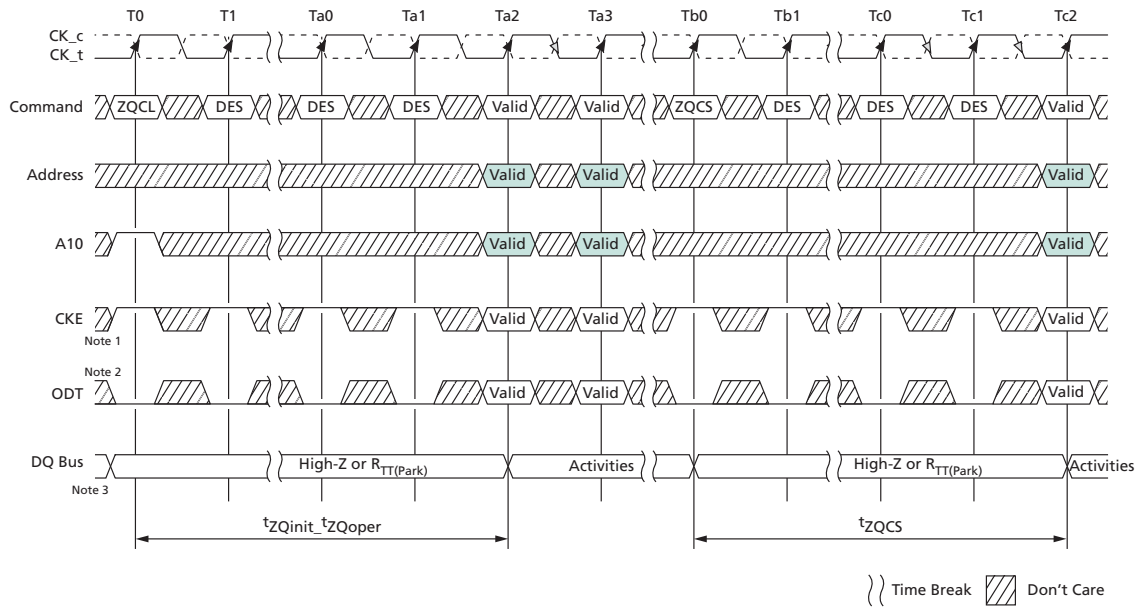 T0 T1 Ta0 Ta1 Ta2 Ta3 Tb0 Tb1 Tc0 Tc1 Tc2
CK_c
CK_t
Command ZQCL DES DES DES Valid Valid ZQCS DES DES DES Valid
Address Valid Valid Valid
A10 Valid Valid Valid
CKE Valid Valid Valid
Note 1
Note 2
ODT Valid Valid Valid
DQ Bus High-Z or RTT(Park) Activities High-Z or RTT(Park) Activities
Note 3
tZQinit_tZQoper tZQCS
Time Break Don't Care